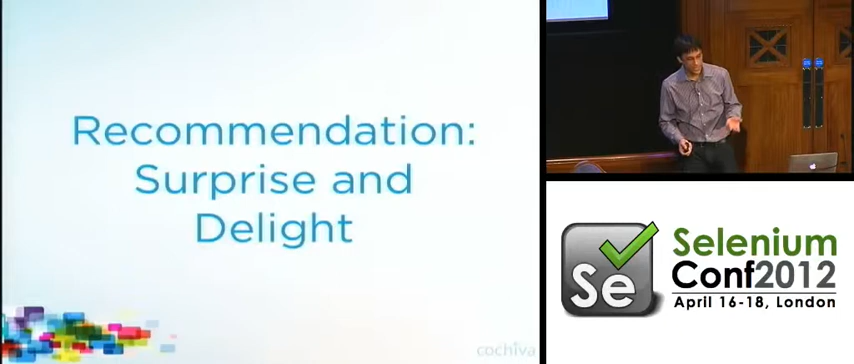 Recommendation:
Surprise and
Delight
cochiva
Se
Selenium
Conf2012
April 16-18, London